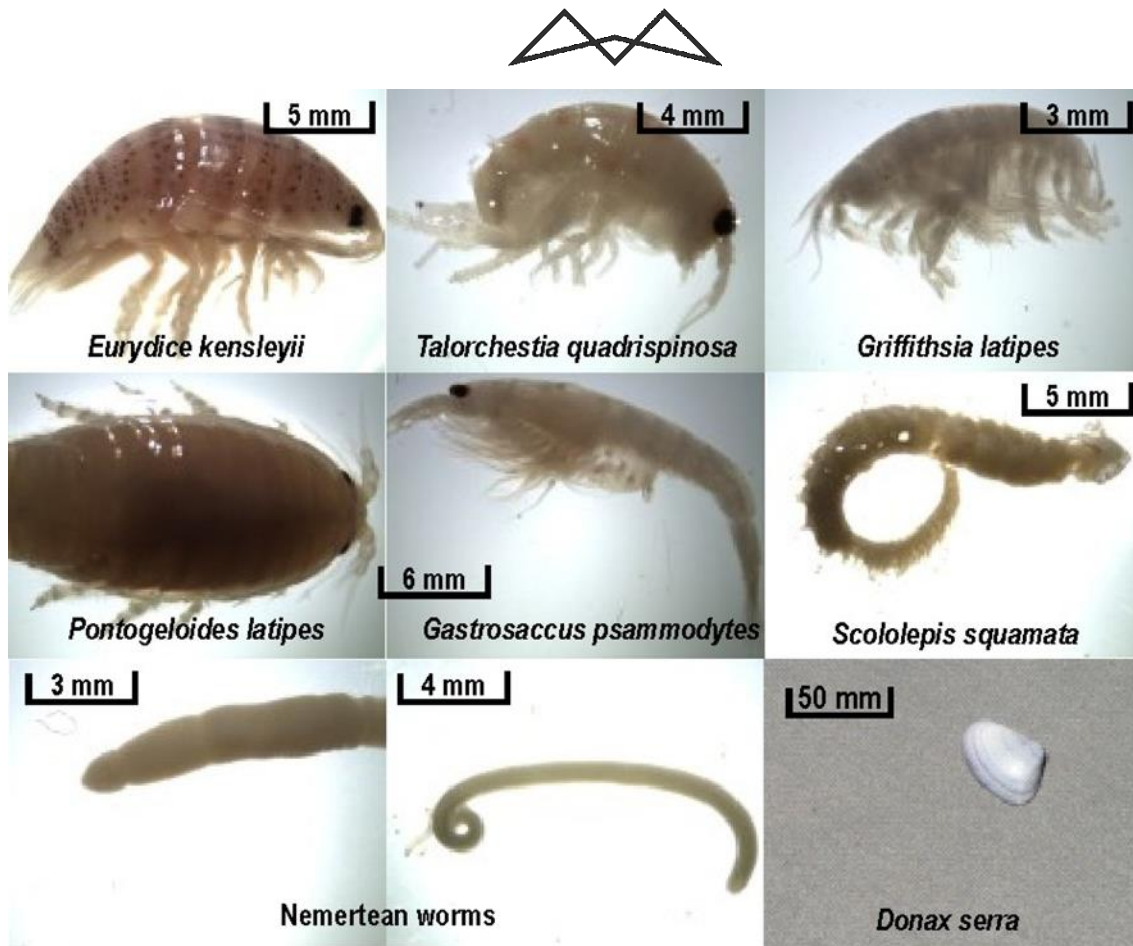 5 mm
4 mm
3 mm
Eurydice kensleyii
Talorchestia quadrispinosa
Griffithsia latipes
5 mm
6 mm
Pontogeloides latipes
Gastrosaccus psammodytes
Scololepis squamata
3 mm
4 mm
50 mm
Nemertean worms
Donax serra